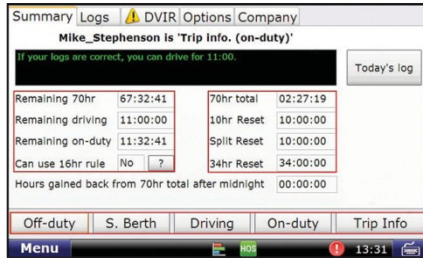 Summary Logs DVIR Options Company
Mike_Stephenson is 'Trip info. (on-duty)'
If your logs are correct, you can drive for 11:00.
Today's log
Remaining 70hr 67:32:41 70hr total 02:27:19
Remaining driving 11:00:00 10hr Reset 10:00:00
Remaining on-duty 11:32:41 Split Reset 10:00:00
Can use 16hr rule No ? 34hr Reset 34:00:00
Hours gained back from 70hr total after midnight 00:00:00
Off-duty S. Berth Driving On-duty Trip Info
Menu HOS 13:31